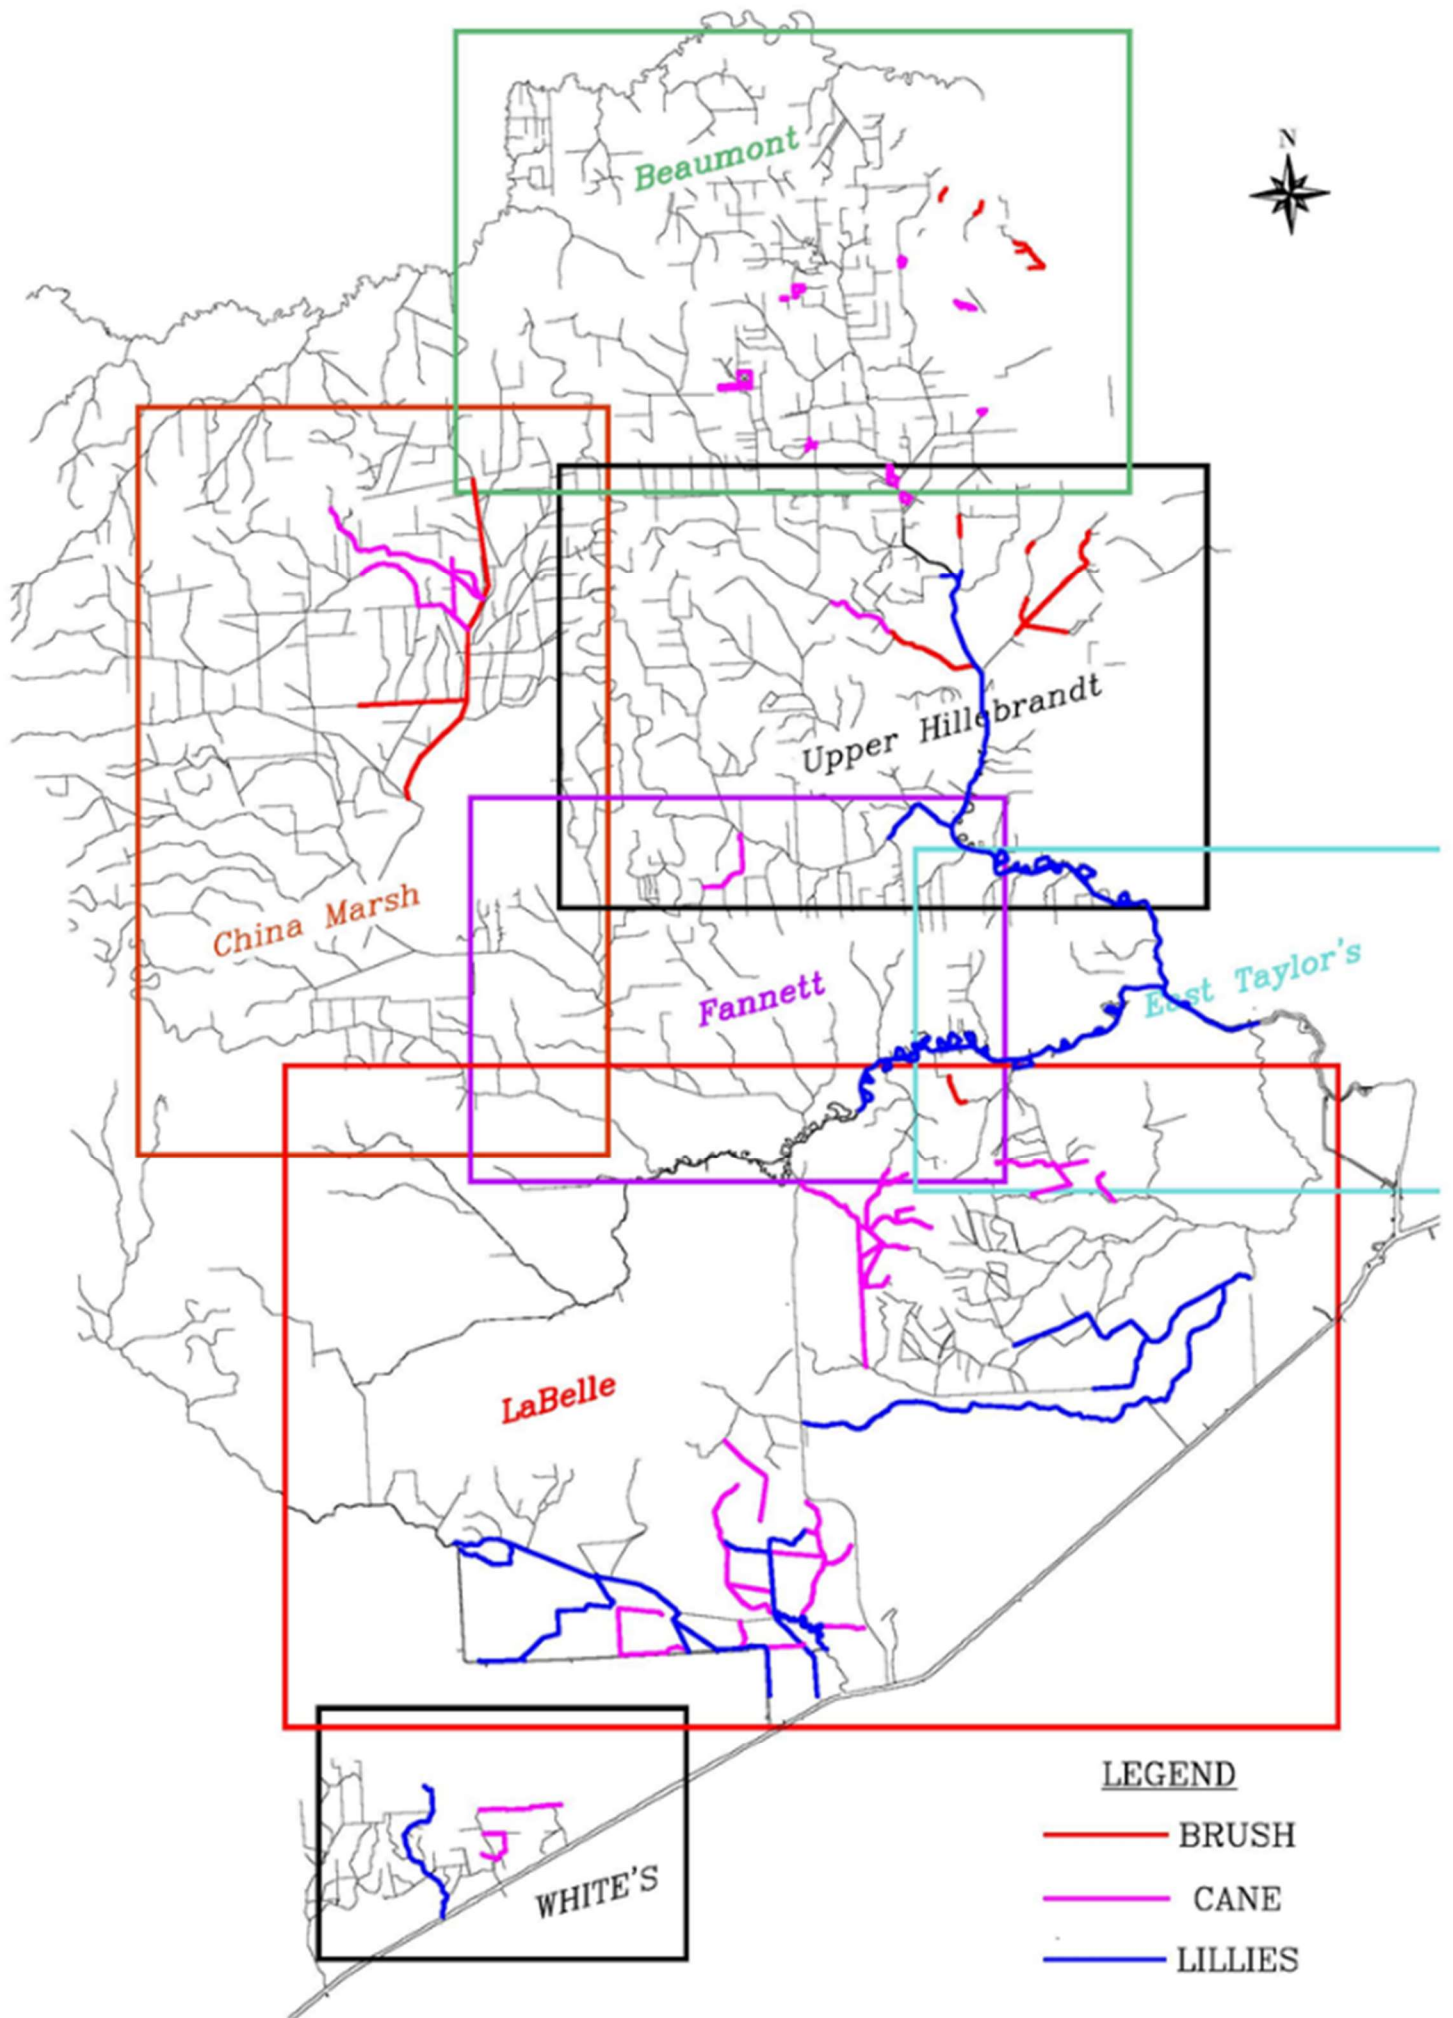 Beaumont
N
Upper Hillebrandt
China Marsh
Fannett
East Taylor's
LaBelle
WHITE'S
LEGEND
BRUSH
CANE
LILLIES